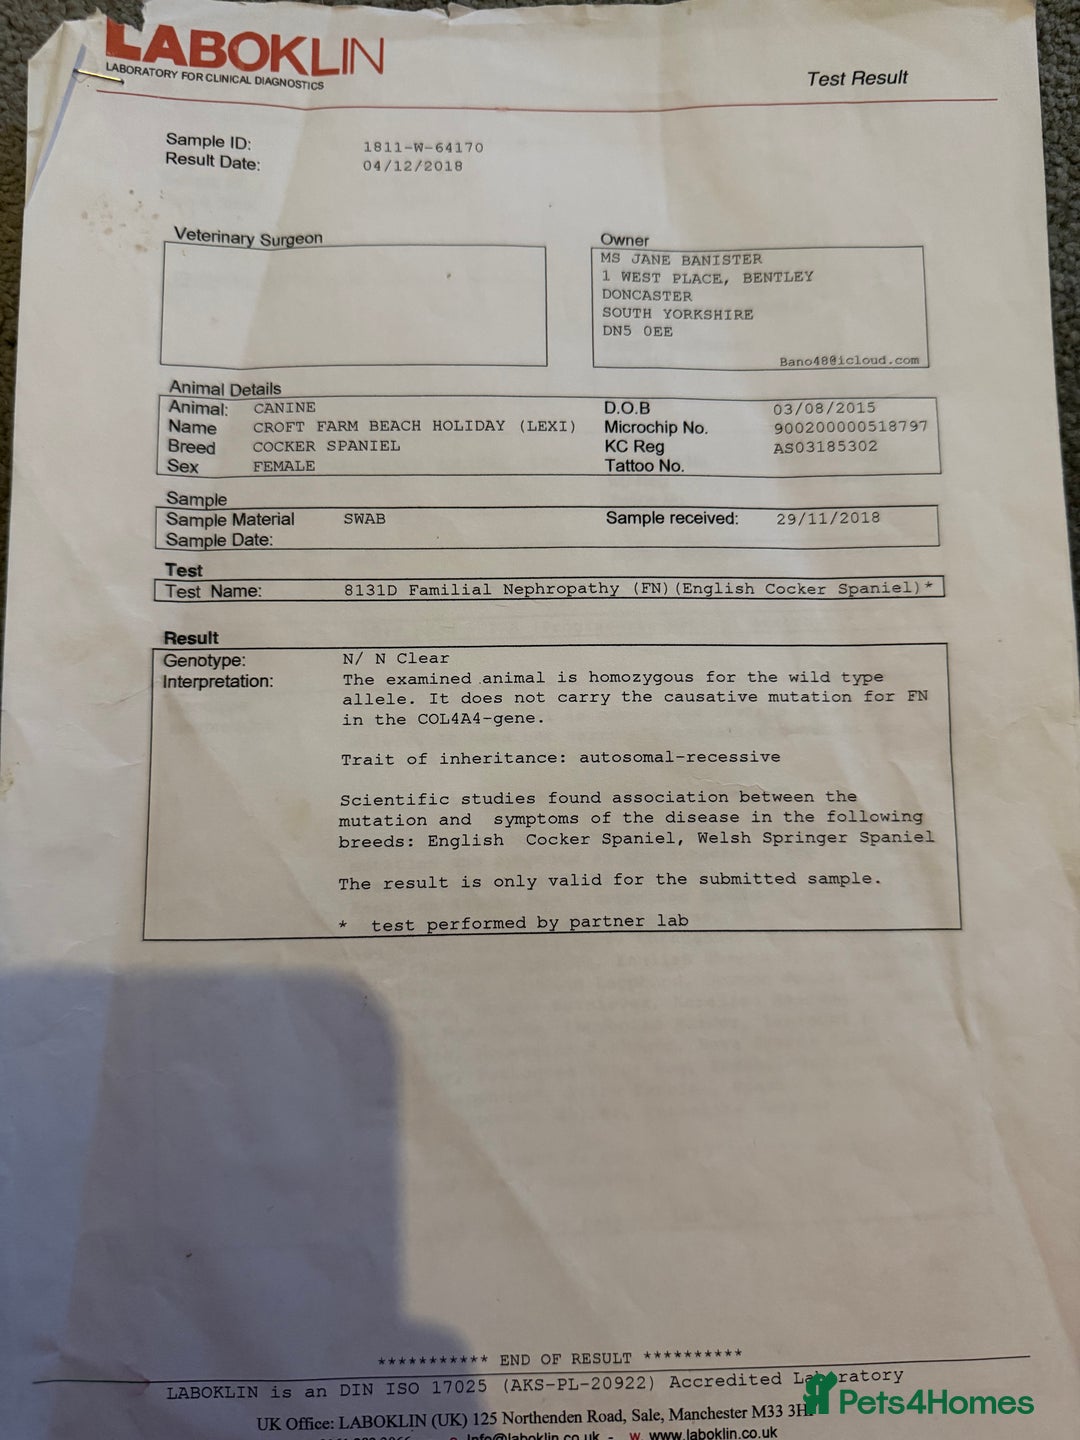 LABOKLIN
LABORATORY FOR CLINICAL DIAGNOSTICS
Test Result
Sample ID: 1811-W-64170
Result Date: 04/12/2018
Veterinary Surgeon
Owner
MS JANE BANISTER
1 WEST PLACE, BENTLEY
DONCASTER
SOUTH YORKSHIRE
DN5 0EE
Bano48@icloud.com
Animal Details
Animal: CANINE D.O.B 03/08/2015
Name CROFT FARM BEACH HOLIDAY (LEXI) Microchip No. 900200000518797
Breed COCKER SPANIEL KC Reg AS03185302
Sex FEMALE Tattoo No.
Sample
Sample Material SWAB Sample received: 29/11/2018
Sample Date:
Test
Test Name: 8131D Familial Nephropathy (FN)(English Cocker Spaniel)*
Result
Genotype: N/ N Clear
Interpretation: The examined animal is homozygous for the wild type
allele. It does not carry the causative mutation for FN
in the COL4A4-gene.
Trait of inheritance: autosomal-recessive
Scientific studies found association between the
mutation and symptoms of the disease in the following
breeds: English Cocker Spaniel, Welsh Springer Spaniel
The result is only valid for the submitted sample.
* test performed by partner lab
*********** END OF RESULT **********
LABOKLIN is an DIN ISO 17025 (AKS-PL-20922) Accredited
UK Office: LABOKLIN (UK) 125 Northenden Road, Sale, Manchester M33
Info@laboklin.co.uk - w www.laboklin.co.uk
Pets4Homes